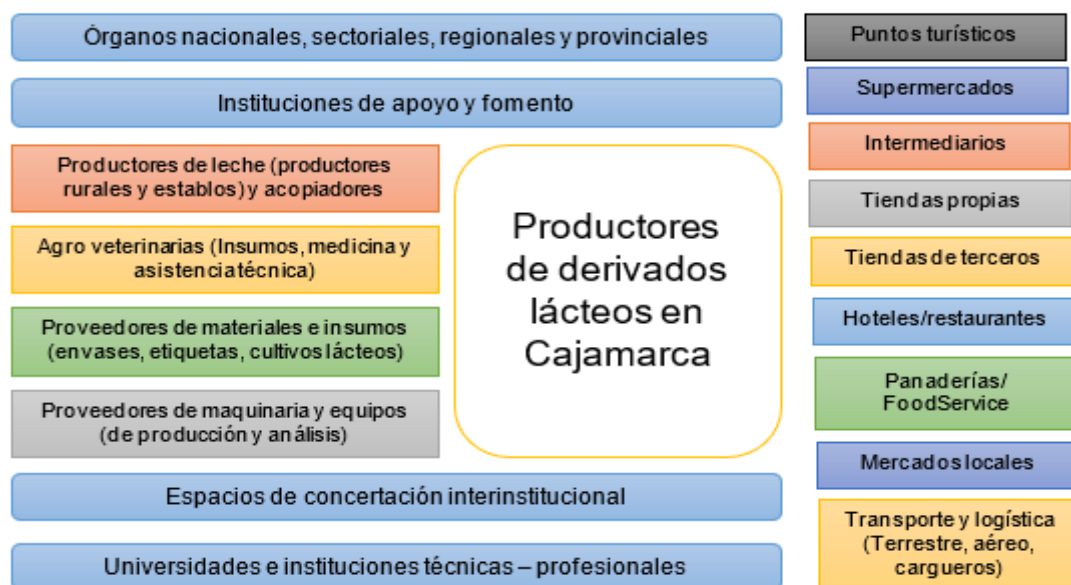 Órganos nacionales, sectoriales, regionales y provinciales
Instituciones de apoyo y fomento
Productores de leche (productores
rurales y establos) y acopiadores
Agro veterinarias (Insumos, medicina y
asistencia técnica)
Proveedores de materiales e insumos
(envases, etiquetas, cultivos lácteos)
Proveedores de maquinaria y equipos
(de producción y análisis)
Productores
de derivados
lácteos en
Cajamarca
Espacios de concertación interinstitucional
Universidades e instituciones técnicas – profesionales
Puntos turísticos
Supermercados
Intermediarios
Tiendas propias
Tiendas de terceros
Hoteles/restaurantes
Panaderías/
FoodService
Mercados locales
Transporte y logística
(Terrestre, aéreo,
cargueros)